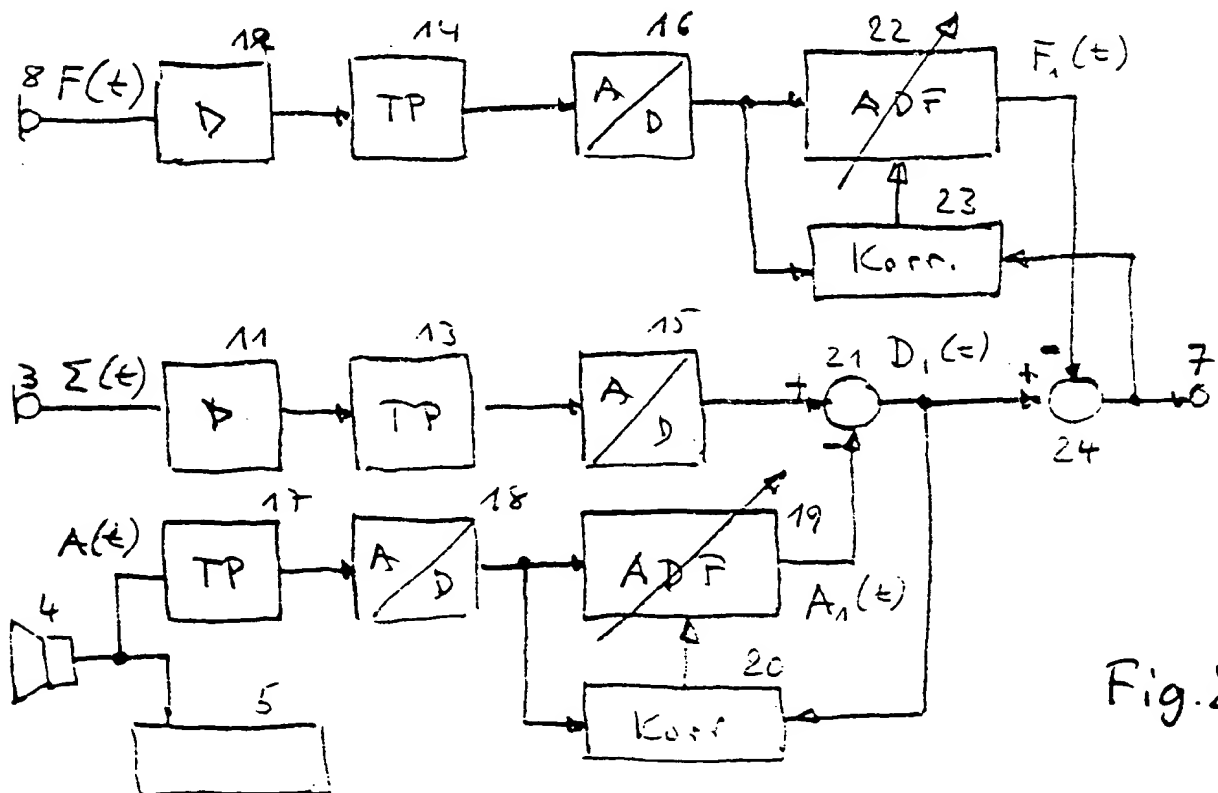 12 14 16 22
8 F(t) F₁(t)
D TP A D ADF
23
Korr.
11 13 15 21 D₁(t) - 7
3 Σ(t) + +
D TP A D - 24
17 18 19
A(t) TP A D ADF A₁(t)
4
20
5 Korr Fig.2